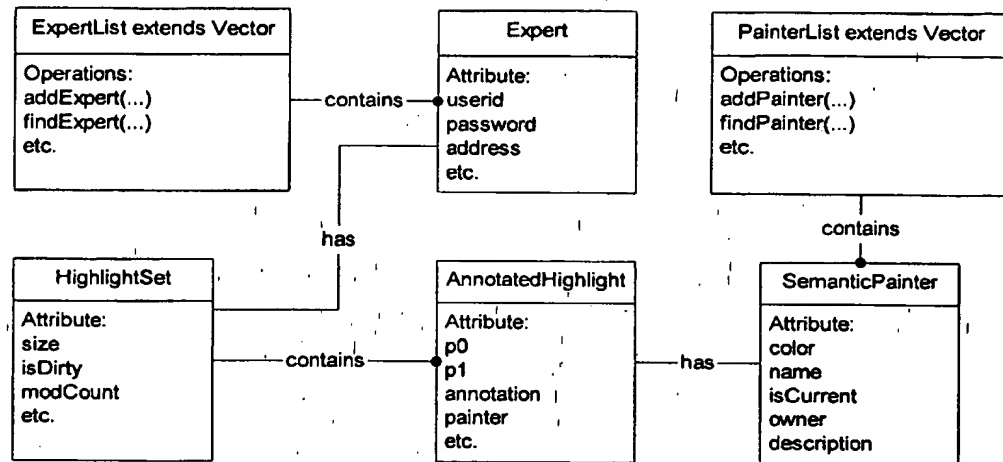 ExpertList extends Vector
Operations:
addExpert(...)
findExpert(...)
etc.
contains
Expert
Attribute:
userid
password
address
etc.
PainterList extends Vector
Operations:
addPainter(...)
findPainter(...)
etc.
has
contains
HighlightSet
Attribute:
size
isDirty
modCount
etc.
contains
AnnotatedHighlight
Attribute:
p0
p1
annotation
painter
etc.
has
SemanticPainter
Attribute:
color
name
isCurrent
owner
description